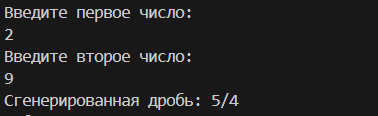 Введите первое число:
2
Введите второе число:
9
Сгенерированная дробь: 5/4